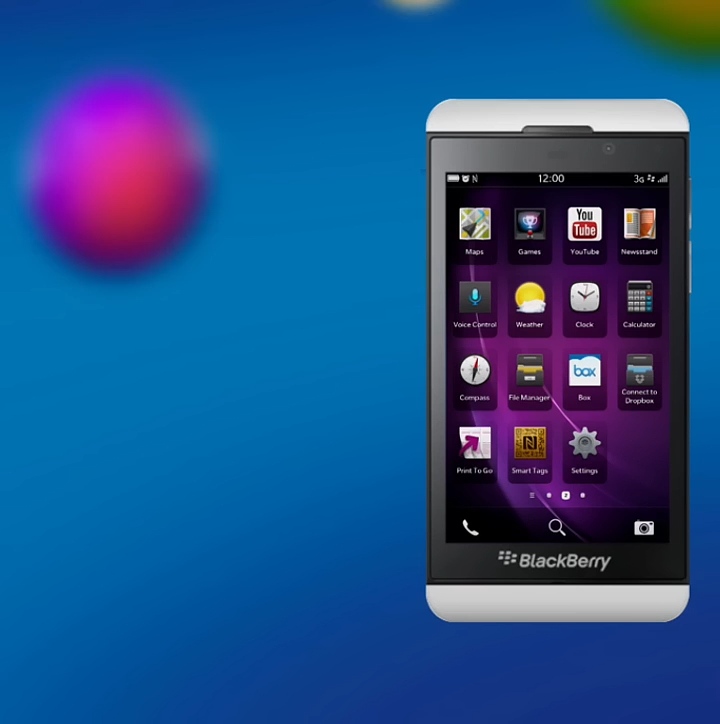 12:00
3G
You
Tube
Maps
Games
YouTube
Newsstand
Voice Control
Weather
Clock
Calculator
box
Compass
File Manager
Box
Connect to
Dropbox
Print To Go
Smart Tags
Settings
2
BlackBerry